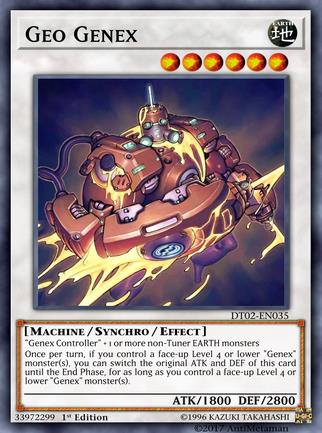 GEO GENEX
EARTH
地
DT02-EN035
[MACHINE / SYNCHRO / EFFECT]
"Genex Controller" + 1 or more non-Tuner EARTH monsters
Once per turn, if you control a face-up Level 4 or lower "Genex"
monster(s), you can switch the original ATK and DEF of this card
until the End Phase, for as long as you control a face-up Level 4 or
lower "Genex" monster(s).
ATK/1800 DEF/2800
33972299 1st Edition ©1996 KAZUKI TAKAHASHI
©2017 AntiMetaman